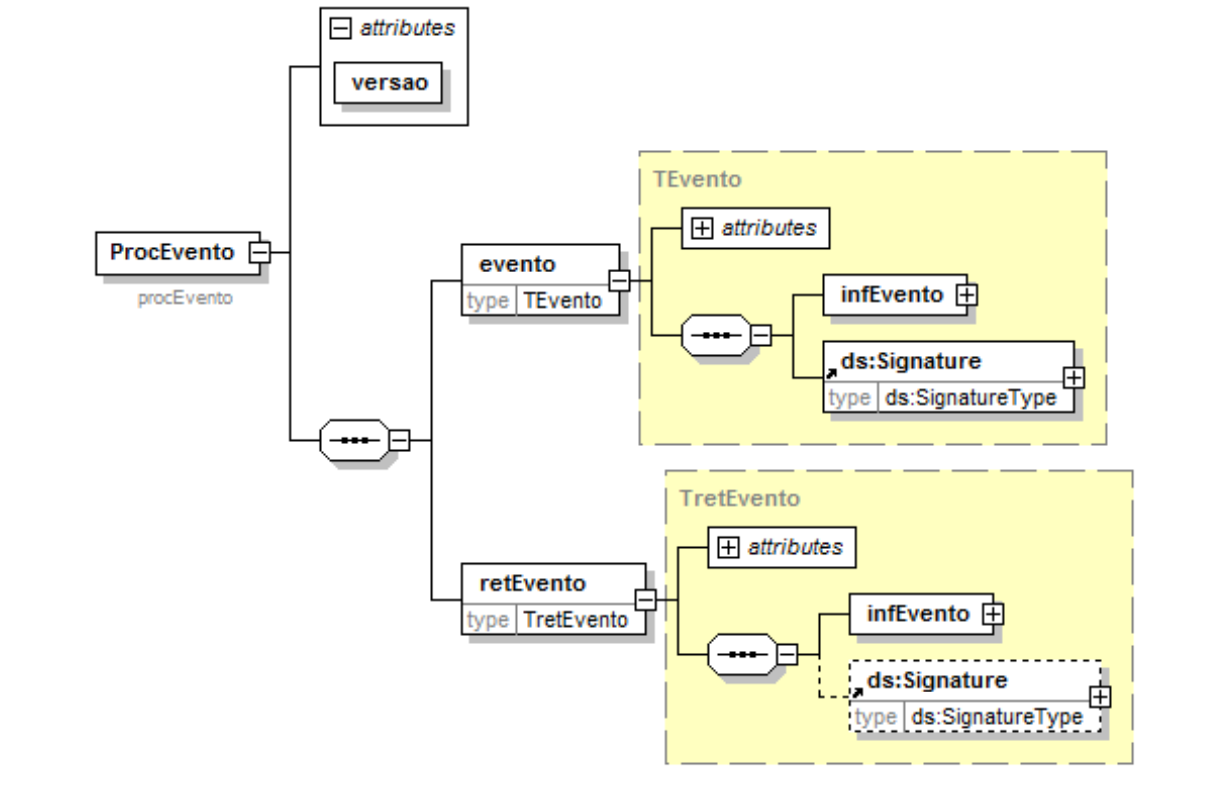 attributes
versao
TEvento
attributes
ProcEvento
procEvento
evento
type TEvento
infEvento
ds:Signature
type ds:SignatureType
TretEvento
attributes
retEvento
type TretEvento
infEvento
ds:Signature
type ds:SignatureType